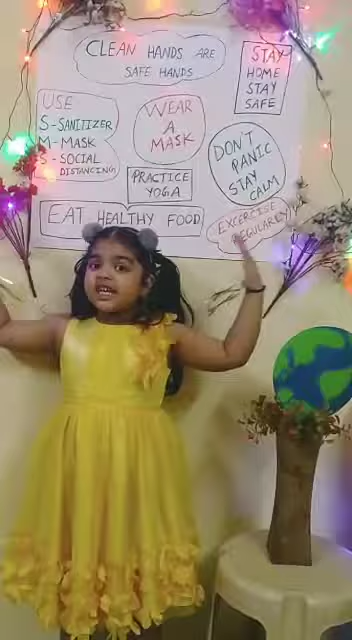 CLEAN HANDS ARE
SAFE HANDS
STAY
HOME
STAY
SAFE
USE
S-SANITIZER
M-MASK
S-SOCIAL
DISTANCING
WEAR
A
MASK
DON'T
PANIC
STAY
CALM
PRACTICE
YOGA
EAT HEALTHY FOOD
EXCERCISE
REGULARLY